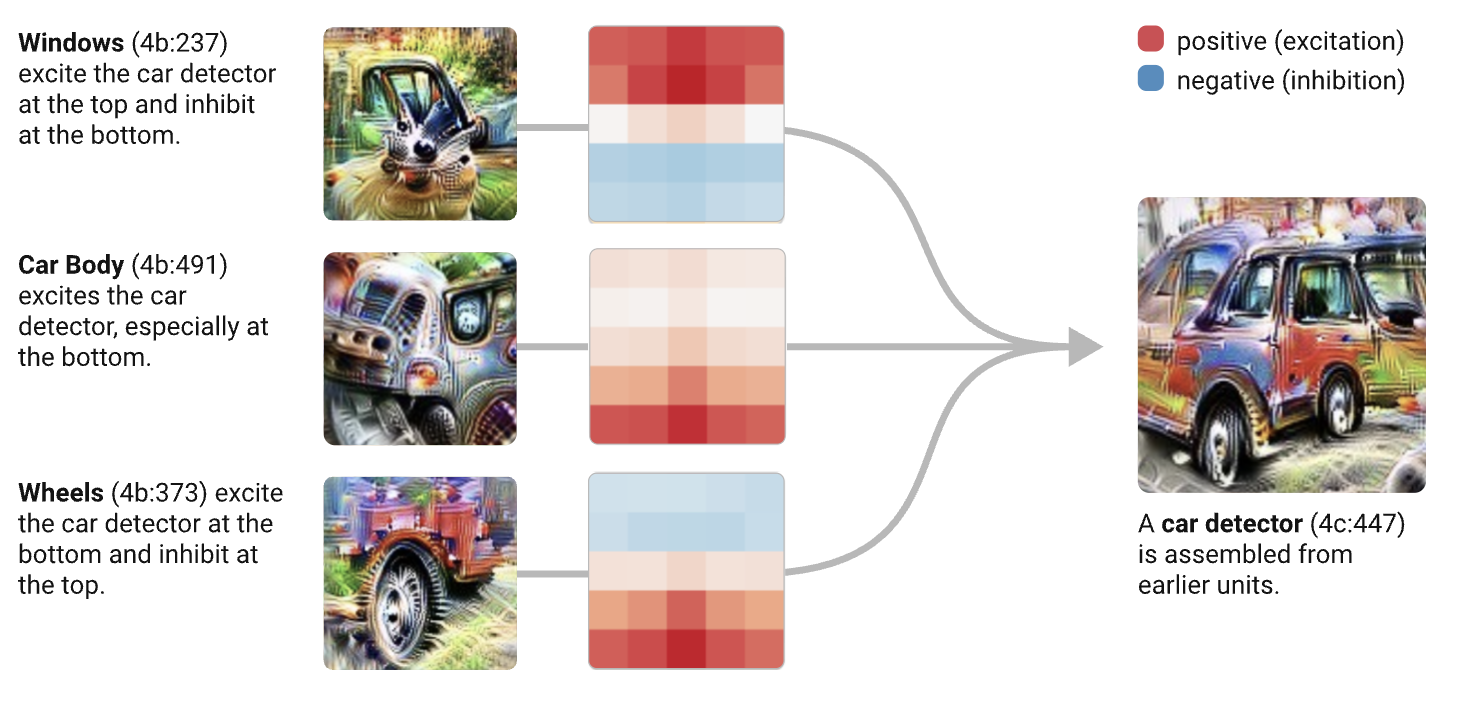 Windows (4b:237)
excite the car detector
at the top and inhibit
at the bottom.
Car Body (4b:491)
excites the car
detector, especially at
the bottom.
Wheels (4b:373) excite
the car detector at the
bottom and inhibit at
the top.
positive (excitation)
negative (inhibition)
A car detector (4c:447)
is assembled from
earlier units.